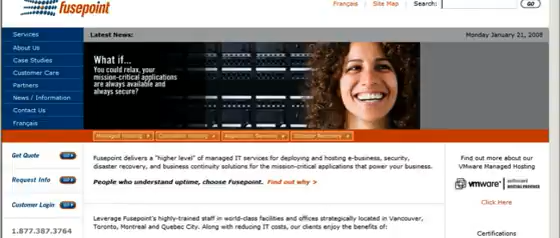 fusepoint
Français | Site Map | Search: GO
Services
About Us
Case Studies
Customer Care
Partners
News / Information
Contact Us
Français
Latest News:
Monday January 21, 2008
What if...
You could relax, your
mission-critical applications
are always available and
always secure?
Managed Hosting
Application Services
Disaster Recovery
Get Quote GO
Request Info GO
Customer Login GO
1.877.387.3764
Fusepoint delivers a "higher level" of managed IT services for deploying and hosting e-business, security,
disaster recovery, and business continuity solutions for the mission-critical applications that power your business.
People who understand uptime, choose Fusepoint. Find out why >
Leverage Fusepoint's highly-trained staff in world-class facilities and offices strategically located in Vancouver,
Toronto, Montreal and Quebec City. Along with reducing IT costs, our clients enjoy the benefits of:
Find out more about our
VMware Managed Hosting
vmware
Click Here
Certifications